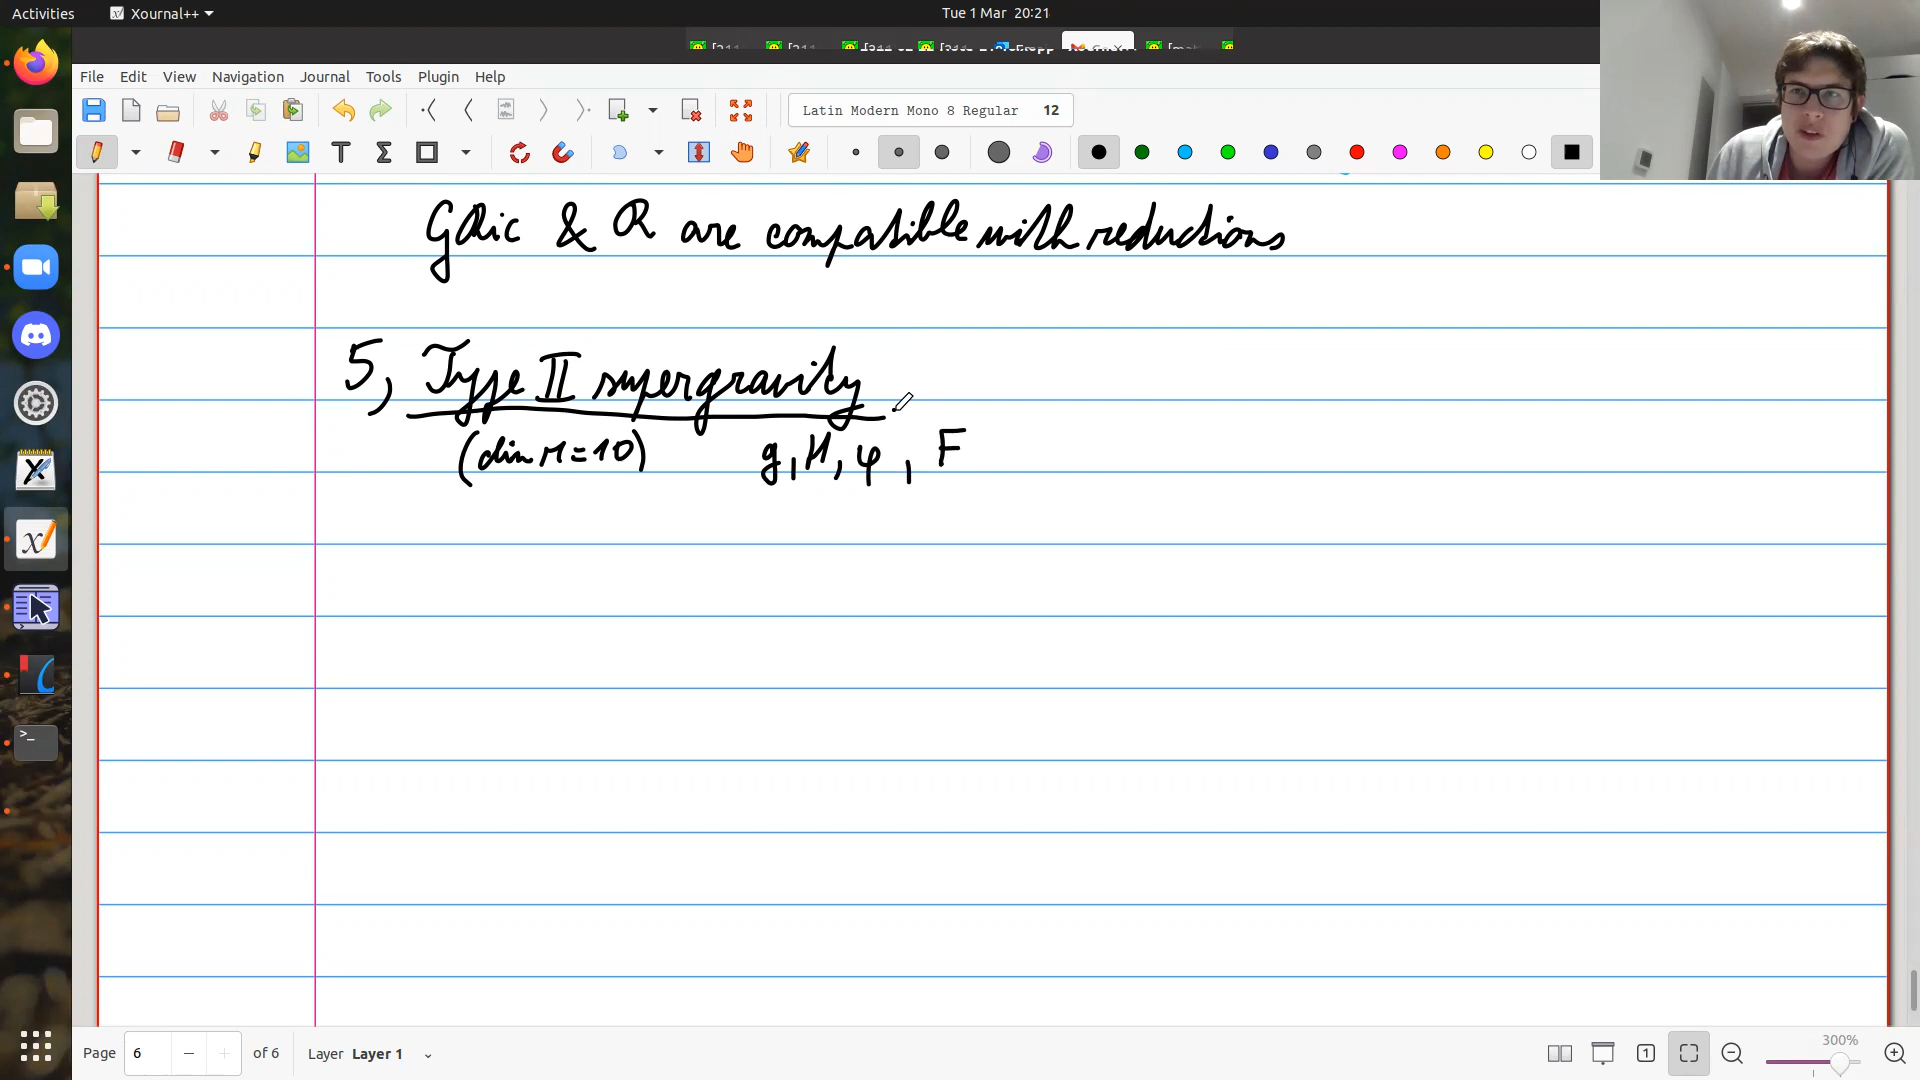 Activities Xournal++ Tue 1 Mar 20:21
File Edit View Navigation Journal Tools Plugin Help
Latin Modern Mono 8 Regular 12
GRic & R are compatible with reductions
5, Type II supergravity
(dim M = 10) g, H, φ, F
Page 6 of 6 Layer Layer 1 300%